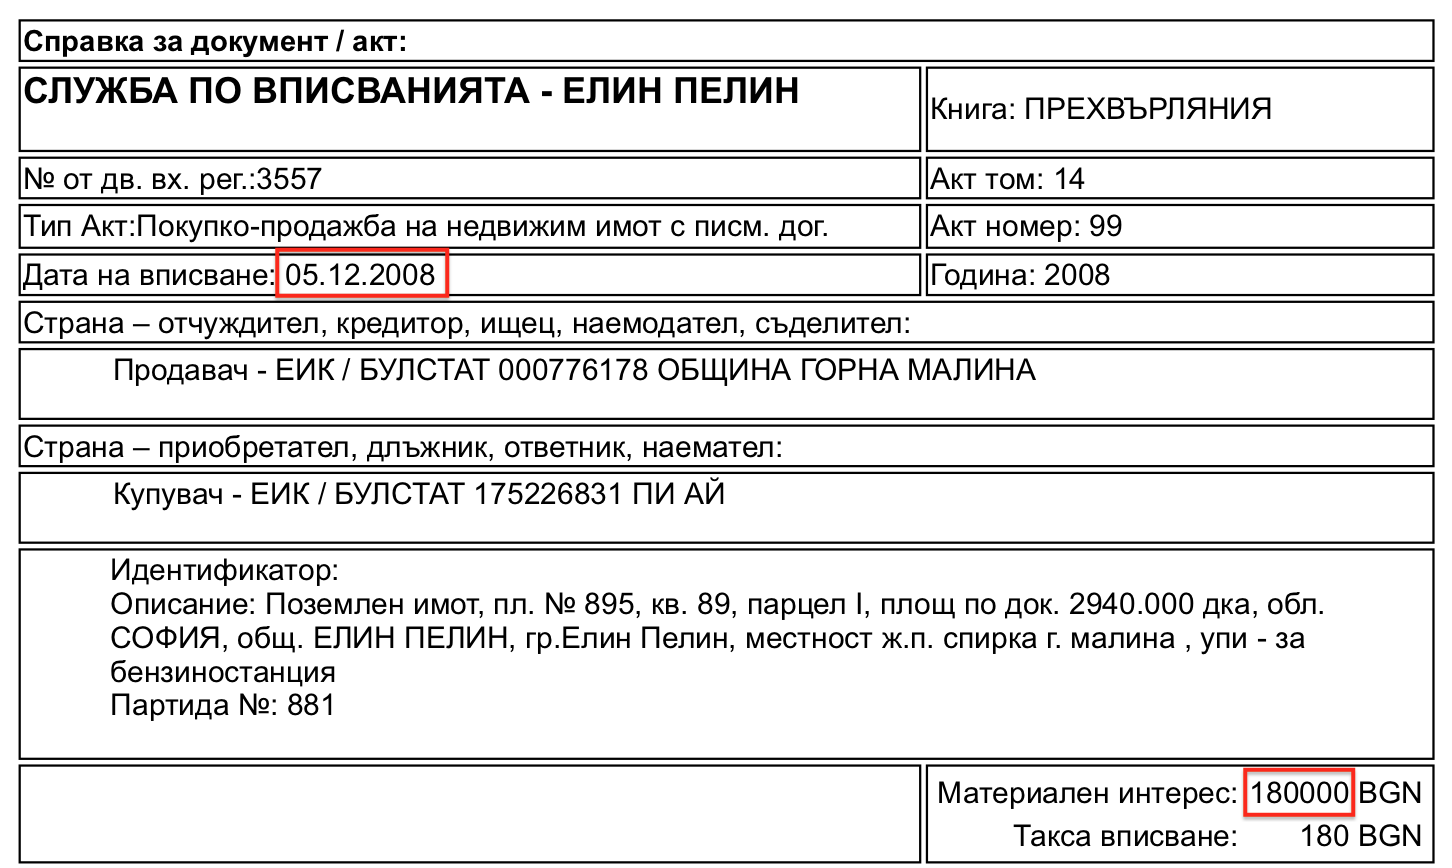 Справка за документ / акт:
СЛУЖБА ПО ВПИСВАНИЯТА - ЕЛИН ПЕЛИН
Книга: ПРЕХВЪРЛЯНИЯ
№ от дв. вх. рег.:3557
Акт том: 14
Тип Акт:Покупко-продажба на недвижим имот с писм. дог.
Акт номер: 99
Дата на вписване: 05.12.2008
Година: 2008
Страна – отчуждител, кредитор, ищец, наемодател, съделител:
Продавач - ЕИК / БУЛСТАТ 000776178 ОБЩИНА ГОРНА МАЛИНА
Страна – приобретател, длъжник, ответник, наемател:
Купувач - ЕИК / БУЛСТАТ 175226831 ПИ АЙ
Идентификатор:
Описание: Поземлен имот, пл. № 895, кв. 89, парцел I, площ по док. 2940.000 дка, обл.
СОФИЯ, общ. ЕЛИН ПЕЛИН, гр.Елин Пелин, местност ж.п. спирка г. малина , упи - за
бензиностанция
Партида №: 881
Материален интерес: 180000 BGN
Такса вписване: 180 BGN